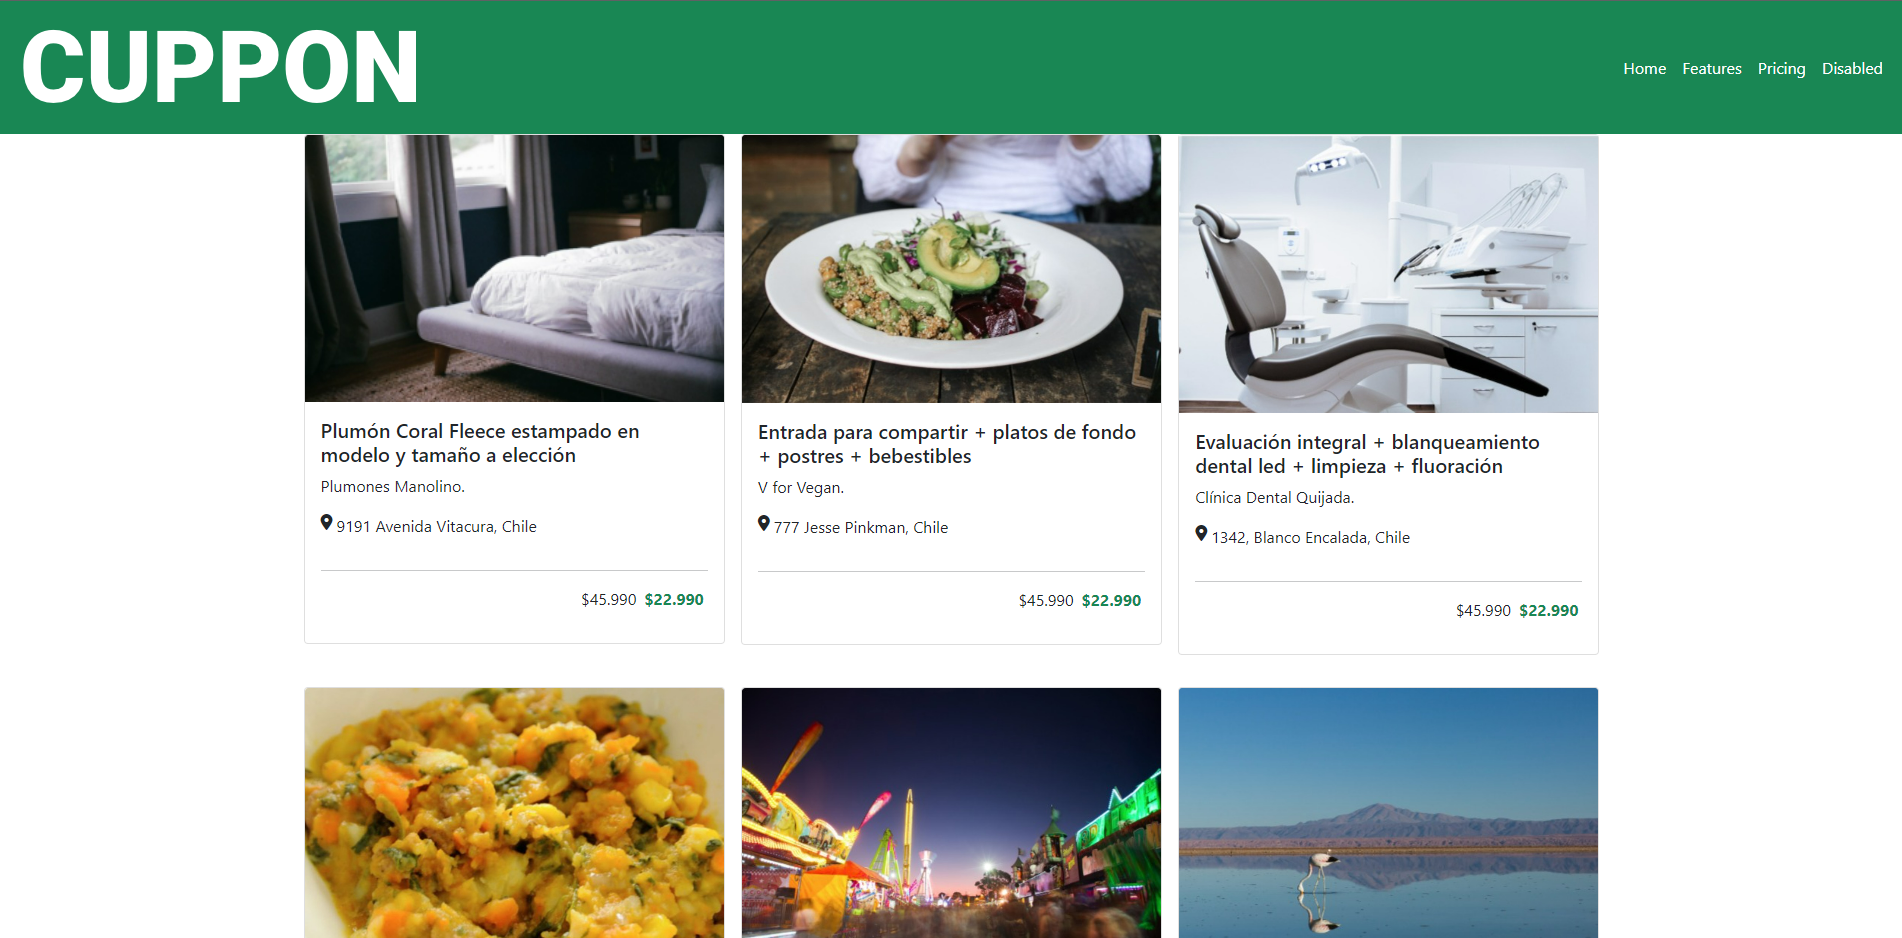 CUPPON
Home Features Pricing Disabled
Plumón Coral Fleece estampado en
modelo y tamaño a elección
Plumones Manolino.
9191 Avenida Vitacura, Chile
$45.990 $22.990
Entrada para compartir + platos de fondo
+ postres + bebestibles
V for Vegan.
777 Jesse Pinkman, Chile
$45.990 $22.990
Evaluación integral + blanqueamiento
dental led + limpieza + fluoración
Clínica Dental Quijada.
1342, Blanco Encalada, Chile
$45.990 $22.990